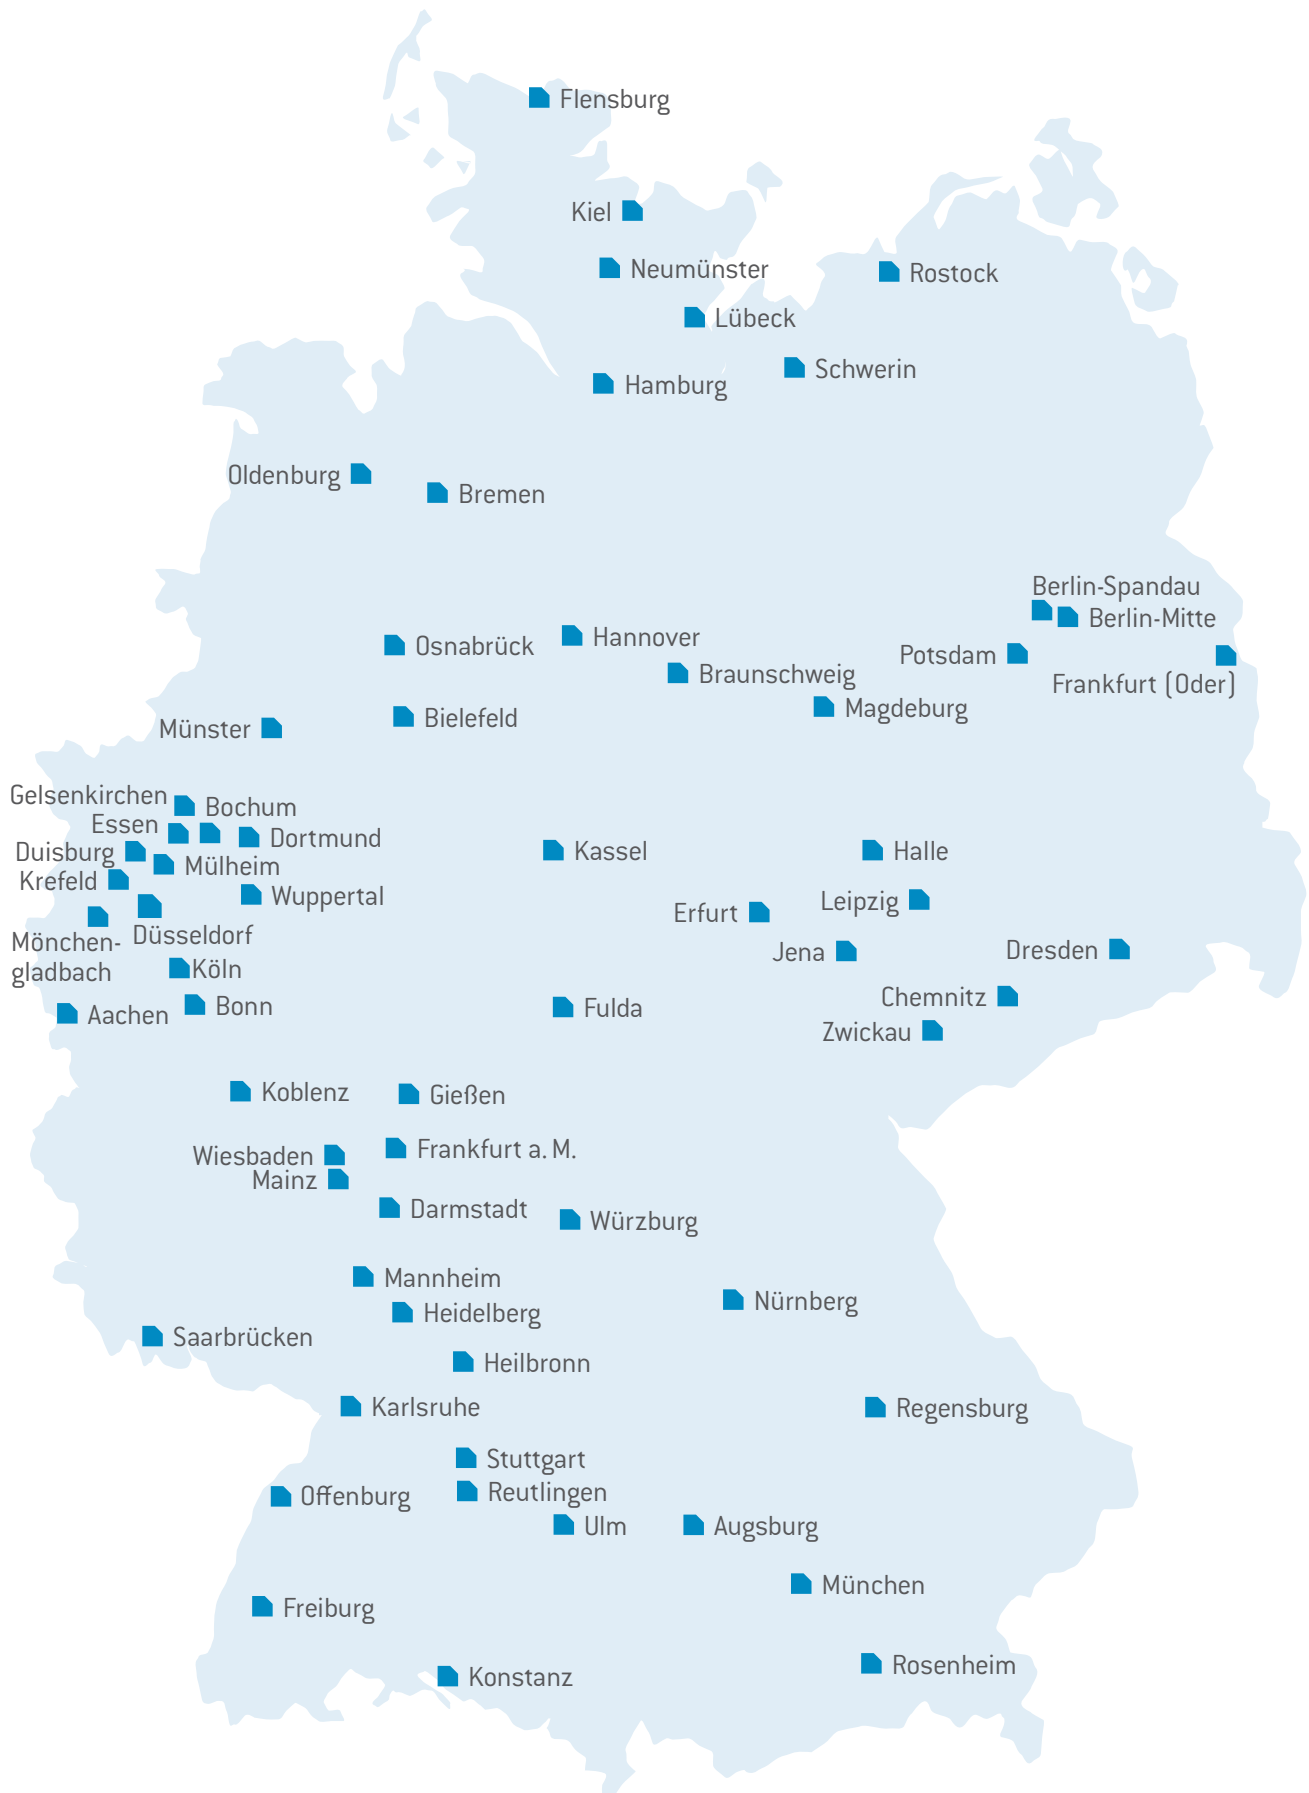 Flensburg
Kiel
Neumünster
Rostock
Lübeck
Schwerin
Hamburg
Oldenburg
Bremen
Berlin-Spandau
Berlin-Mitte
Hannover
Osnabrück
Potsdam
Braunschweig
Frankfurt (Oder)
Magdeburg
Bielefeld
Münster
Gelsenkirchen
Bochum
Essen
Dortmund
Duisburg
Kassel
Halle
Mülheim
Krefeld
Wuppertal
Leipzig
Erfurt
Düsseldorf
Mönchen-
gladbach
Jena
Dresden
Köln
Chemnitz
Bonn
Fulda
Aachen
Zwickau
Koblenz
Gießen
Frankfurt a. M.
Wiesbaden
Mainz
Darmstadt
Würzburg
Mannheim
Nürnberg
Heidelberg
Saarbrücken
Heilbronn
Karlsruhe
Regensburg
Stuttgart
Reutlingen
Offenburg
Ulm
Augsburg
München
Freiburg
Rosenheim
Konstanz